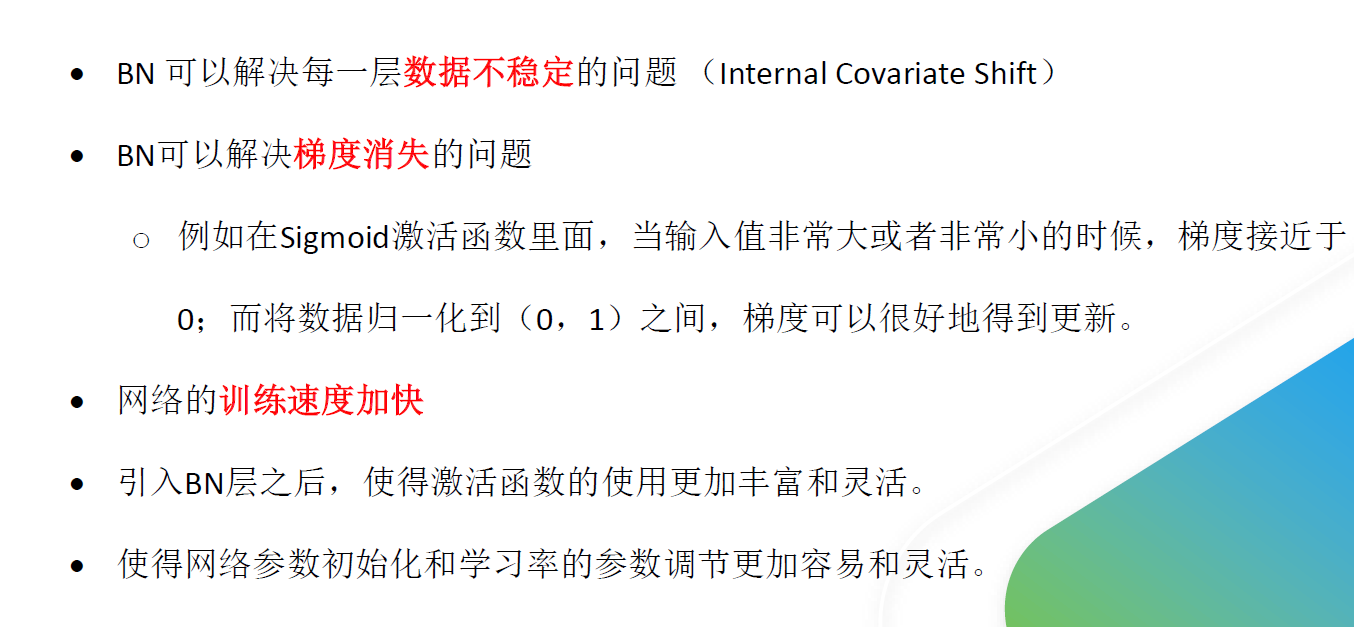 • BN 可以解决每一层数据不稳定的问题 （Internal Covariate Shift）
• BN可以解决梯度消失的问题
○ 例如在Sigmoid激活函数里面，当输入值非常大或者非常小的时候，梯度接近于
0；而将数据归一化到（0，1）之间，梯度可以很好地得到更新。
• 网络的训练速度加快
• 引入BN层之后，使得激活函数的使用更加丰富和灵活。
• 使得网络参数初始化和学习率的参数调节更加容易和灵活。